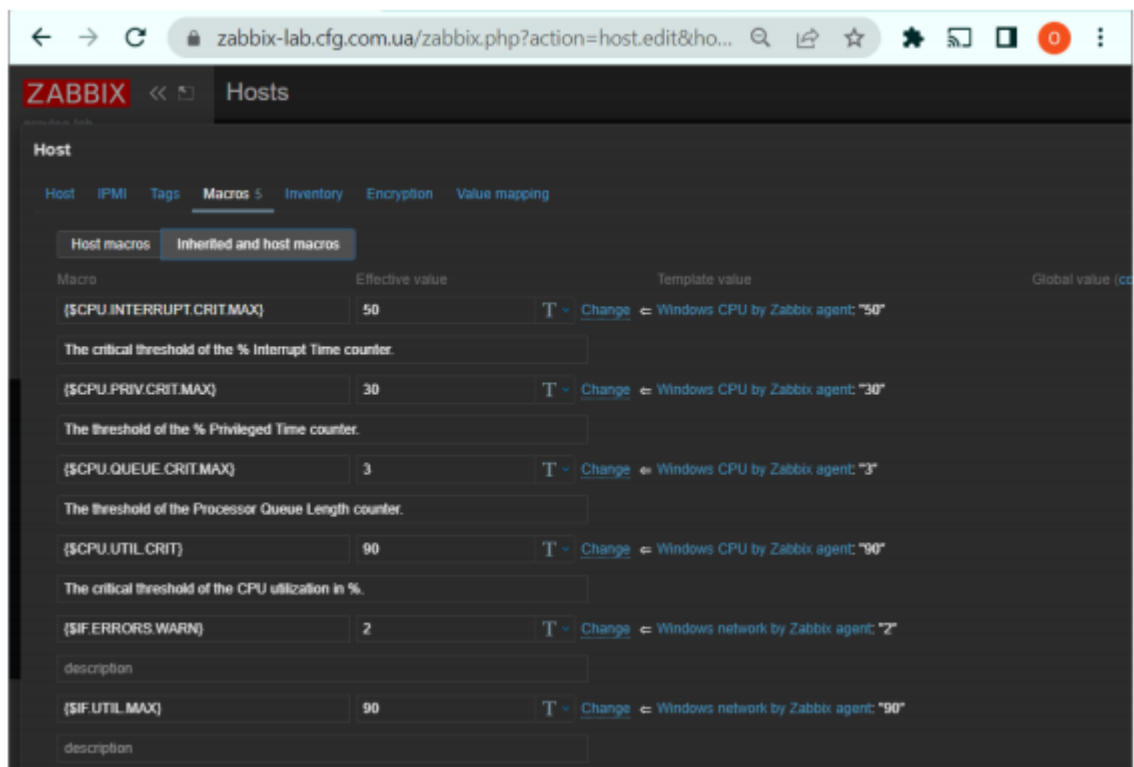 zabbix-lab.cfg.com.ua/zabbix.php?action=host.edit&ho...
O
ZABBIX
Hosts
Host
Host IPMI Tags Macros 5 Inventory Encryption Value mapping
Host macros Inherited and host macros
Macro Effective value Template value Global value (co
{$CPU.INTERRUPT.CRIT.MAX} 50 T Change ⇐ Windows CPU by Zabbix agent: "50"
The critical threshold of the % Interrupt Time counter.
{$CPU.PRIV.CRIT.MAX} 30 T Change ⇐ Windows CPU by Zabbix agent: "30"
The threshold of the % Privileged Time counter.
{$CPU.QUEUE.CRIT.MAX} 3 T Change ⇐ Windows CPU by Zabbix agent: "3"
The threshold of the Processor Queue Length counter.
{$CPU.UTIL.CRIT} 90 T Change ⇐ Windows CPU by Zabbix agent: "90"
The critical threshold of the CPU utilization in %.
{$IF.ERRORS.WARN} 2 T Change ⇐ Windows network by Zabbix agent: "2"
description
{$IF.UTIL.MAX} 90 T Change ⇐ Windows network by Zabbix agent: "90"
description